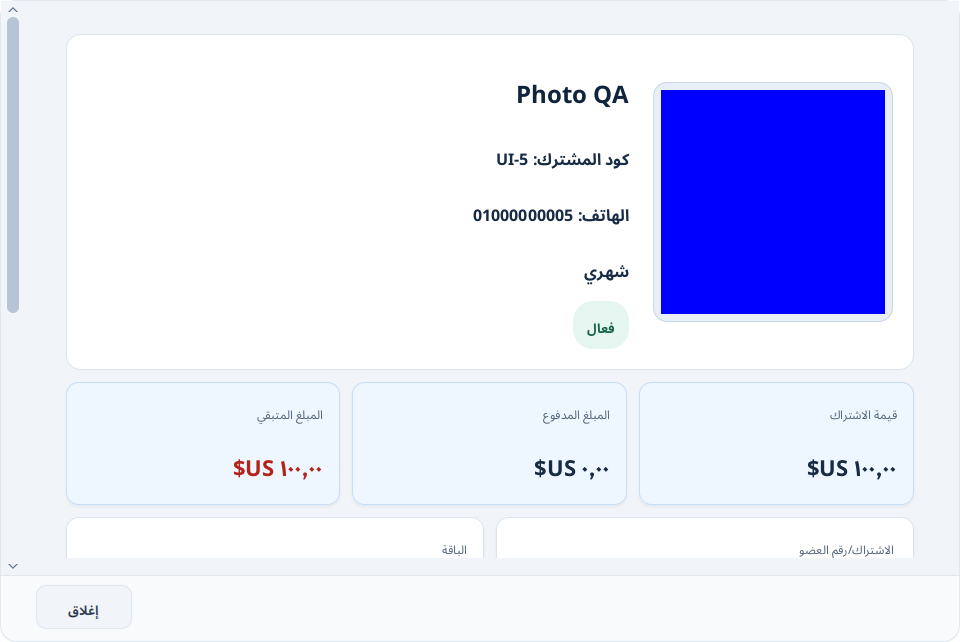 Photo QA
كود المشترك: UI-5
الهاتف: 01000000005
شهري
فعال
قيمة الاشتراك
١٠٠,٠٠ US$
المبلغ المدفوع
٠,٠٠ US$
المبلغ المتبقي
١٠٠,٠٠ US$
الاشتراك/رقم العضو
الباقة
إغلاق